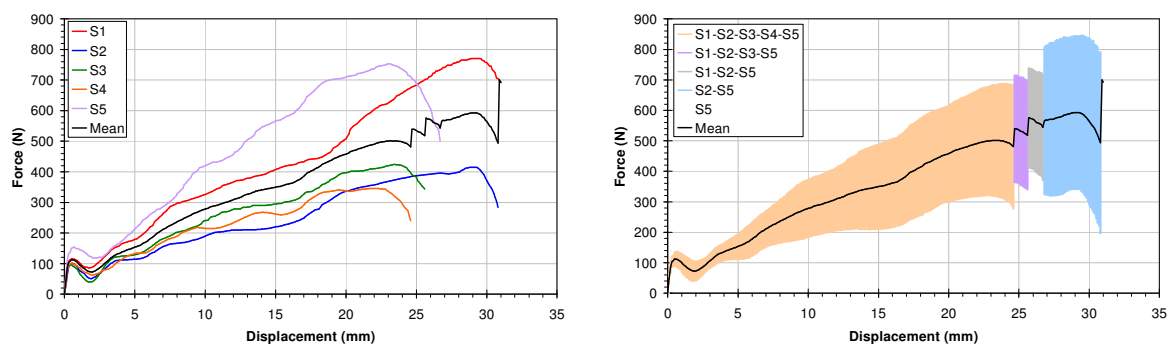 900
800
700
600
500
400
300
200
100
0
Force (N)
S1
S2
S3
S4
S5
Mean
0 5 10 15 20 25 30 35
Displacement (mm)
900
800
700
600
500
400
300
200
100
0
Force (N)
S1-S2-S3-S4-S5
S1-S2-S3-S5
S1-S2-S5
S2-S5
S5
Mean
0 5 10 15 20 25 30 35
Displacement (mm)